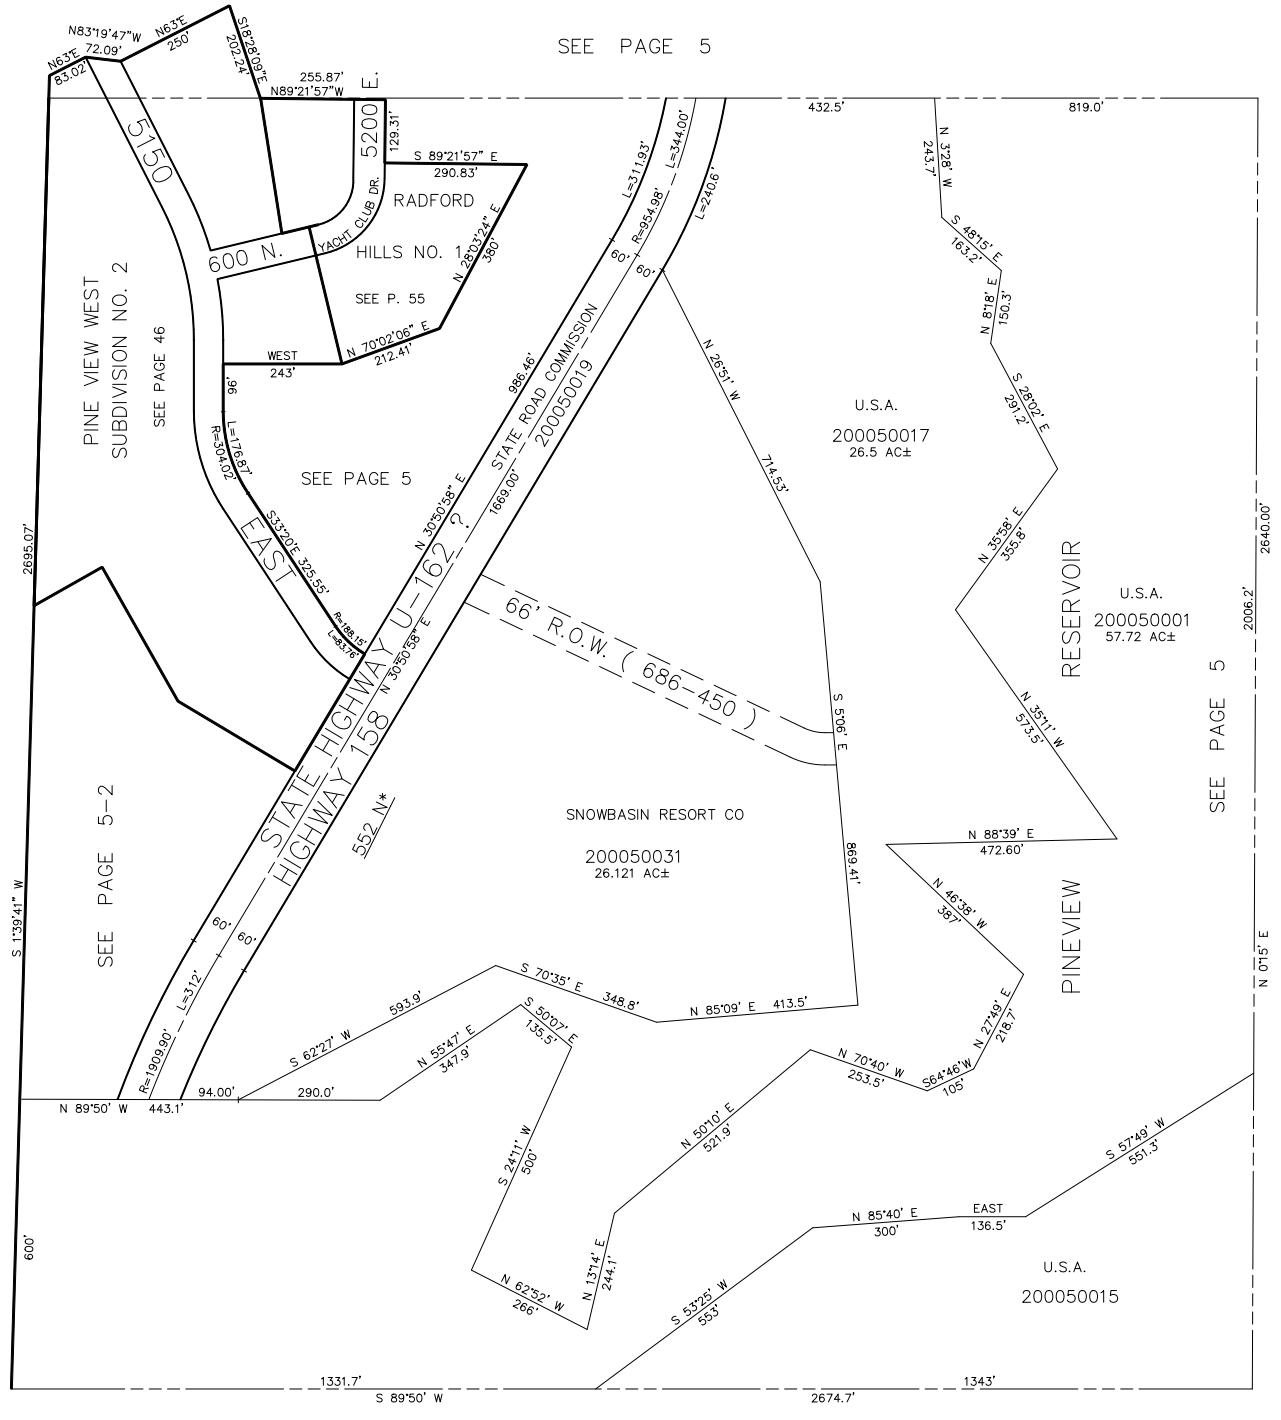 SEE PAGE 5
N63°E
83.02'
N83°19'47"W
72.09'
N63°E
250'
S18°28'09"E
202.24'
255.87'
N89°21'57"W
5200 E.
129.31'
S 89°21'57" E
290.83'
RADFORD
HILLS NO. 1
SEE P. 55
N 28°03'24" E
380'
N 70°02'06" E
212.41'
YACHT CLUB DR.
600 N.
5150
EAST
WEST
243'
96'
L=176.87'
R=304.02'
S33°20'E 325.55'
R=188.15'
L=83.76'
PINE VIEW WEST
SUBDIVISION NO. 2
SEE PAGE 46
SEE PAGE 5
2695.07'
S 1°39'41" W
SEE PAGE 5-2
600'
L=311.93'
L=344.00'
R=954.98'
L=240.6'
60'
60'
986.46'
N 30°50'58" E
STATE ROAD COMMISSION
200050019
1669.00'
N 30°50'58" E
STATE HIGHWAY U-162 ?
HIGHWAY 158
552 N*
60'
60'
L=312'
R=1909.90'
66' R.O.W. ( 686-450 )
432.5'
819.0'
N 3°28' W
243.7'
S 48°15' E
163.2'
N 8°18' E
150.3'
S 28°02' E
291.2'
N 35°58' E
355.8'
N 35°11' W
573.5'
N 88°39' E
472.60'
N 46°38' W
387'
N 27°49' E
218.7'
S64°46'W
105'
N 70°40' W
253.5'
N 50°10' E
521.9'
N 13°14' E
244.1'
N 62°52' W
266'
S 24°11' W
500'
S 50°07' E
135.5'
N 55°47' E
347.9'
290.0'
94.00'
N 89°50' W 443.1'
S 62°27' W
593.9'
S 70°35' E 348.8'
N 85°09' E 413.5'
N 26°51' W
714.53'
S 5°06' E
869.41'
U.S.A.
200050017
26.5 AC±
SNOWBASIN RESORT CO
200050031
26.121 AC±
PINEVIEW RESERVOIR
U.S.A.
200050001
57.72 AC±
SEE PAGE 5
2640.00'
2006.2'
N 0°15' E
S 57°49' W
551.3'
EAST
136.5'
N 85°40' E
300'
S 53°25' W
553'
U.S.A.
200050015
1331.7'
1343'
S 89°50' W
2674.7'